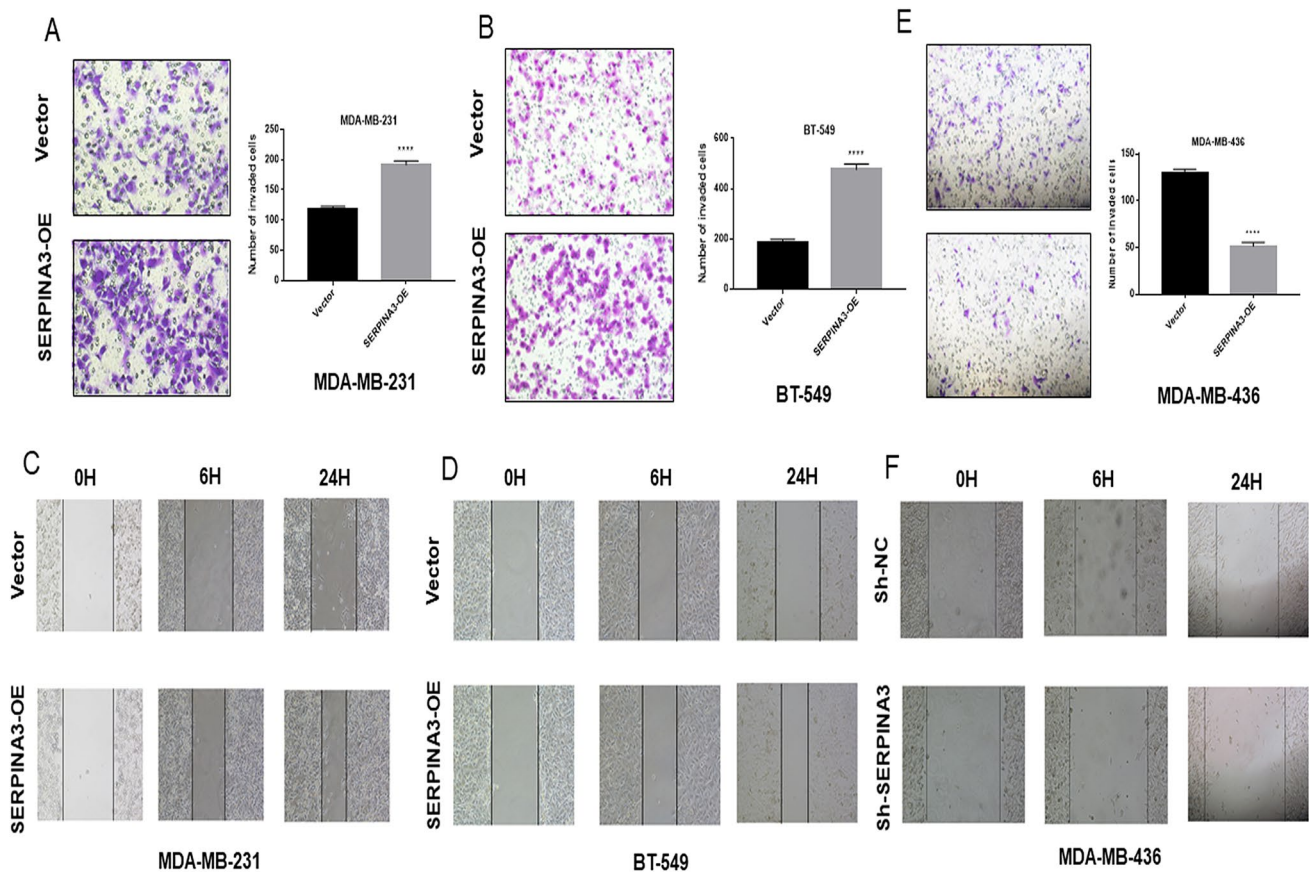 A
Vector
SERPINA3-OE
MDA-MB-231
Number of invaded cells
250
200
150
100
50
0
****
Vector
SERPINA3-OE
MDA-MB-231
B
Vector
SERPINA3-OE
BT-549
Number of invaded cells
600
400
200
0
****
Vector
SERPINA3-OE
BT-549
E
MDA-MB-436
Number of invaded cells
150
100
50
0
****
Vector
SERPINA3-OE
MDA-MB-436
C
0H
6H
24H
Vector
SERPINA3-OE
MDA-MB-231
D
0H
6H
24H
Vector
SERPINA3-OE
BT-549
F
0H
6H
24H
Sh-NC
Sh-SERPINA3
MDA-MB-436